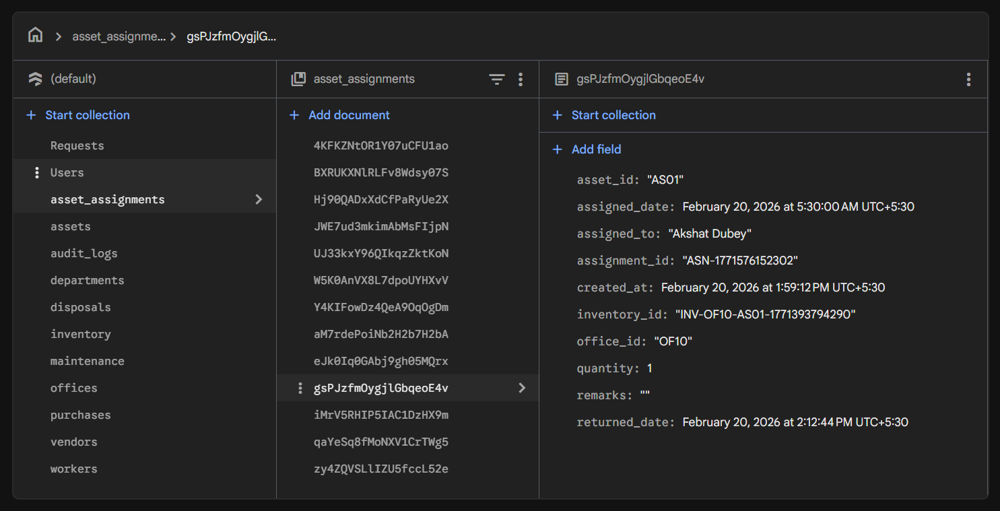 asset_assignme... gsPJzfmOygjlG...
(default)
Start collection
Requests
Users
asset_assignments
assets
audit_logs
departments
disposals
inventory
maintenance
offices
purchases
vendors
workers
asset_assignments
Add document
4KFKZNtOR1Y07uCFU1ao
BXRUKXNlRLFv8Wdsy07S
Hj90QADxXdCfPaRyUe2X
JWE7ud3mkimAbMsFIjpN
UJ33kxY96QIkqzZktKoN
W5K0AnVX8L7dpoUYHXvV
Y4KIFowDz4QeA9OqOgDm
aM7rdePoiNb2H2b7H2bA
eJk0Iq0GAbj9gh05MQrx
gsPJzfmOygjlGbqeoE4v
iMrV5RHIP5IAC1DzHX9m
qaYeSq8fMoNXV1CrTWg5
zy4ZQVSLlIZU5fccL52e
gsPJzfmOygjlGbqeoE4v
Start collection
Add field
asset_id: "AS01"
assigned_date: February 20, 2026 at 5:30:00 AM UTC+5:30
assigned_to: "Akshat Dubey"
assignment_id: "ASN-1771576152302"
created_at: February 20, 2026 at 1:59:12 PM UTC+5:30
inventory_id: "INV-OF10-AS01-1771393794290"
office_id: "OF10"
quantity: 1
remarks: ""
returned_date: February 20, 2026 at 2:12:44 PM UTC+5:30